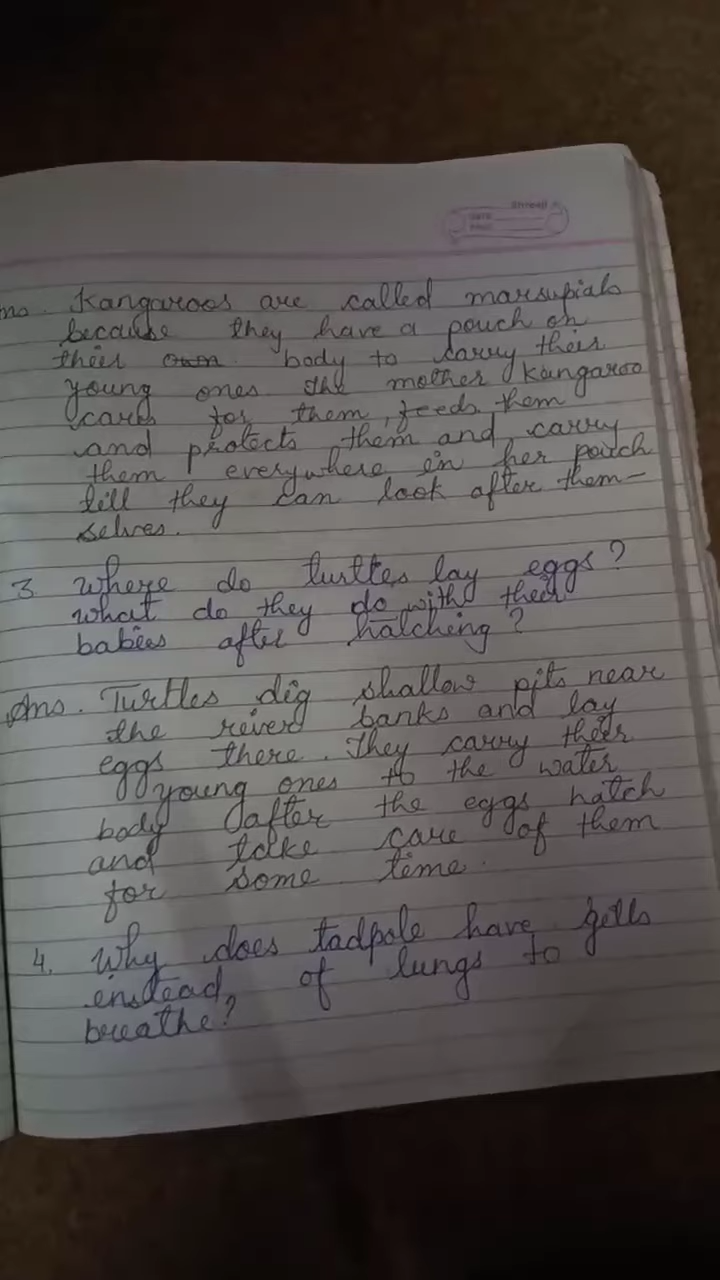 Ans. Kangaroos are called marsupials
because they have a pouch on
their own body to carry their
young ones the mother kangaroo
cares for them, feeds them
and protects them and carry
them everywhere in her pouch
till they can look after them-
selves.
3 where do turtles lay eggs?
what do they do with their
babies after hatching?
Ans. Turtles dig shallow pits near
the river banks and lay
eggs there. They carry their
young ones to the water
body after the eggs hatch
and take care of them
for some time.
4. Why does tadpole have gills
enstead of lungs to
breathe?